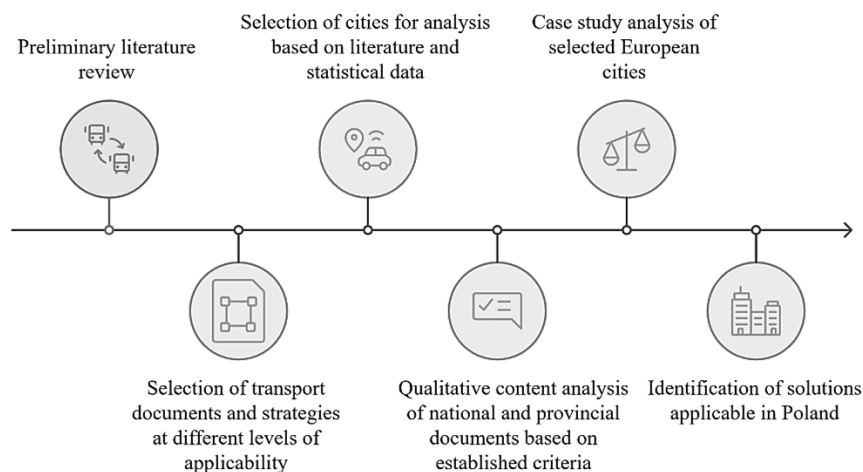 Preliminary literature
review
Selection of cities for analysis
based on literature and
statistical data
Case study analysis of
selected European
cities
Selection of transport
documents and strategies
at different levels of
applicability
Qualitative content analysis
of national and provincial
documents based on
established criteria
Identification of solutions
applicable in Poland